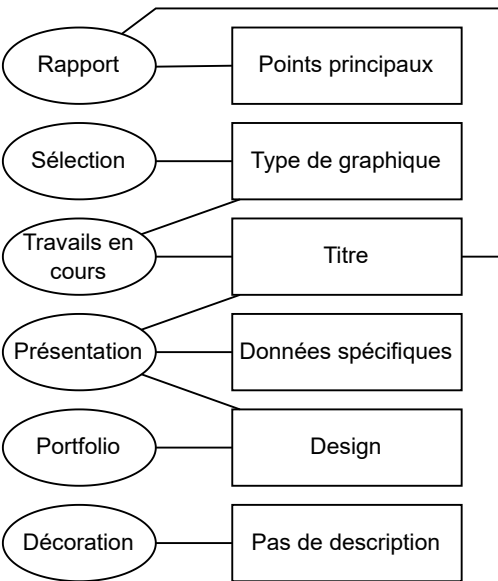 Rapport
Points principaux
Sélection
Type de graphique
Travails en
cours
Titre
Présentation
Données spécifiques
Portfolio
Design
Décoration
Pas de description